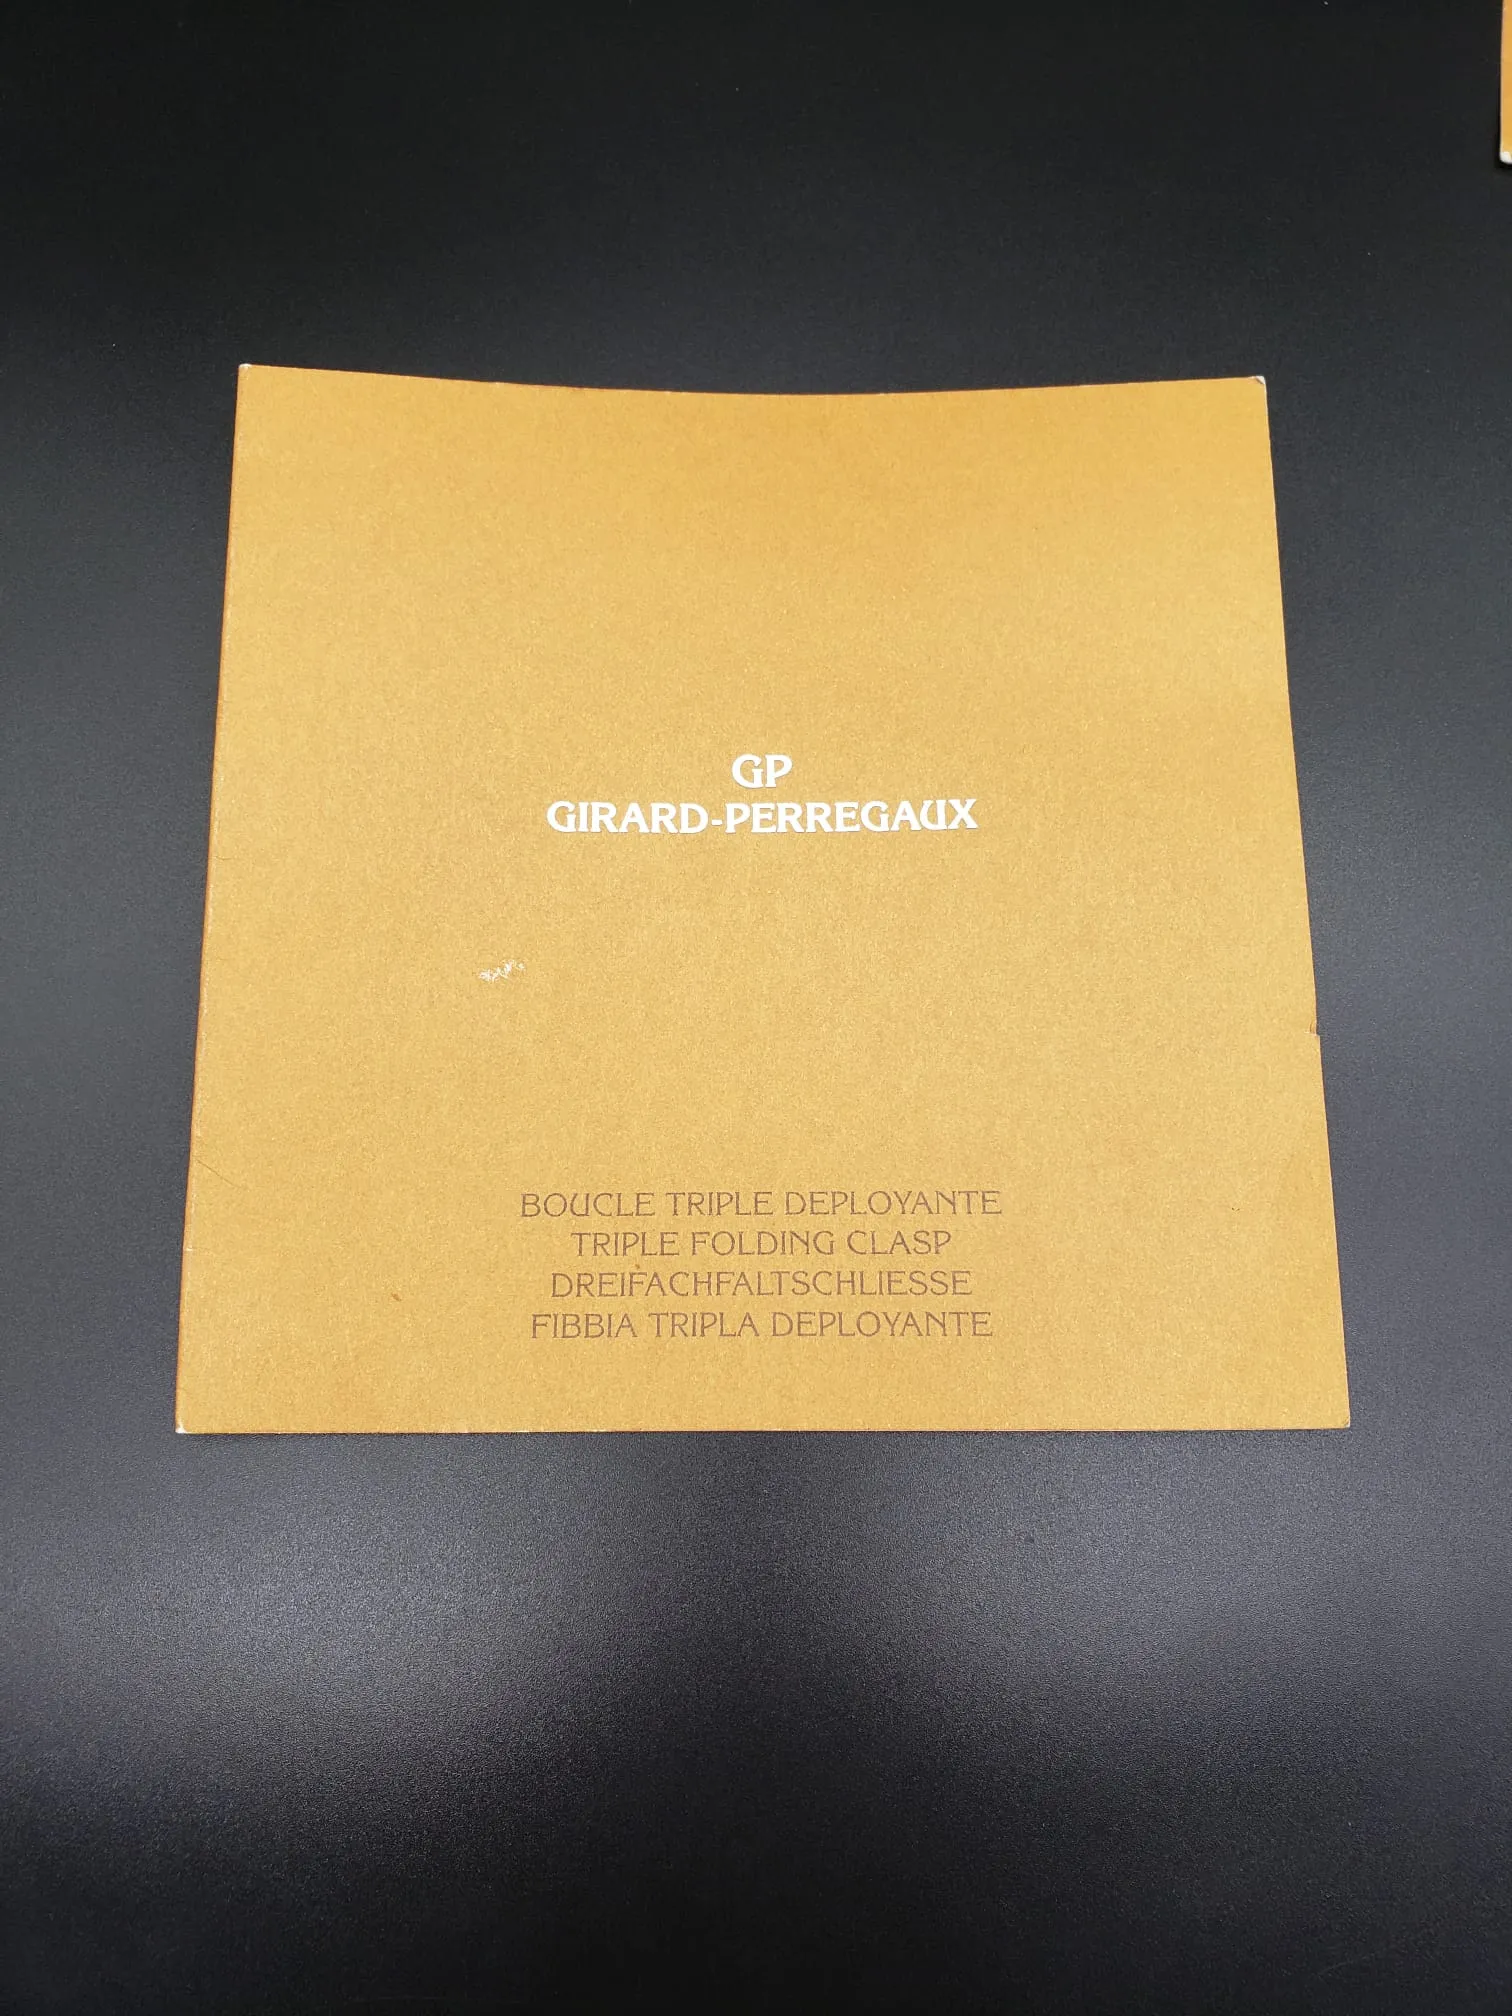 GP
GIRARD-PERREGAUX
BOUCLE TRIPLE DEPLOYANTE
TRIPLE FOLDING CLASP
DREIFACHFALTSCHLIESSE
FIBBIA TRIPLA DEPLOYANTE